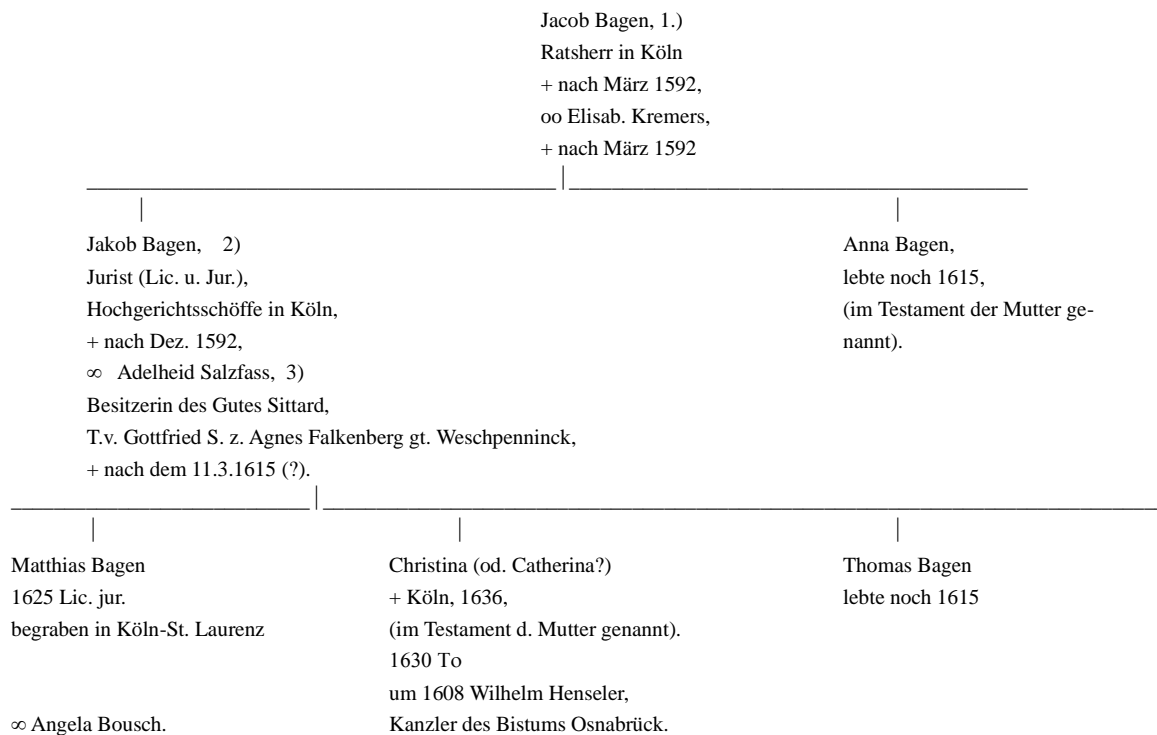 Jacob Bagen, 1.)
Ratsherr in Köln
+ nach März 1592,
oo Elisab. Kremers,
+ nach März 1592
Jakob Bagen, 2)
Jurist (Lic. u. Jur.),
Hochgerichtsschöffe in Köln,
+ nach Dez. 1592,
∞ Adelheid Salzfass, 3)
Besitzerin des Gutes Sittard,
T.v. Gottfried S. z. Agnes Falkenberg gt. Weschpenninck,
+ nach dem 11.3.1615 (?).
Anna Bagen,
lebte noch 1615,
(im Testament der Mutter ge-
nannt).
Matthias Bagen
1625 Lic. jur.
begraben in Köln-St. Laurenz
∞ Angela Bousch.
Christina (od. Catherina?)
+ Köln, 1636,
(im Testament d. Mutter genannt).
1630 To
um 1608 Wilhelm Henseler,
Kanzler des Bistums Osnabrück.
Thomas Bagen
lebte noch 1615